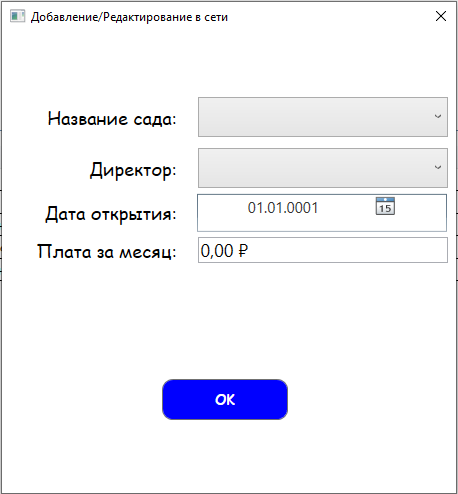 Добавление/Редактирование в сети
Название сада:
Директор:
Дата открытия: 01.01.0001 15
Плата за месяц: 0,00 ₽
OK